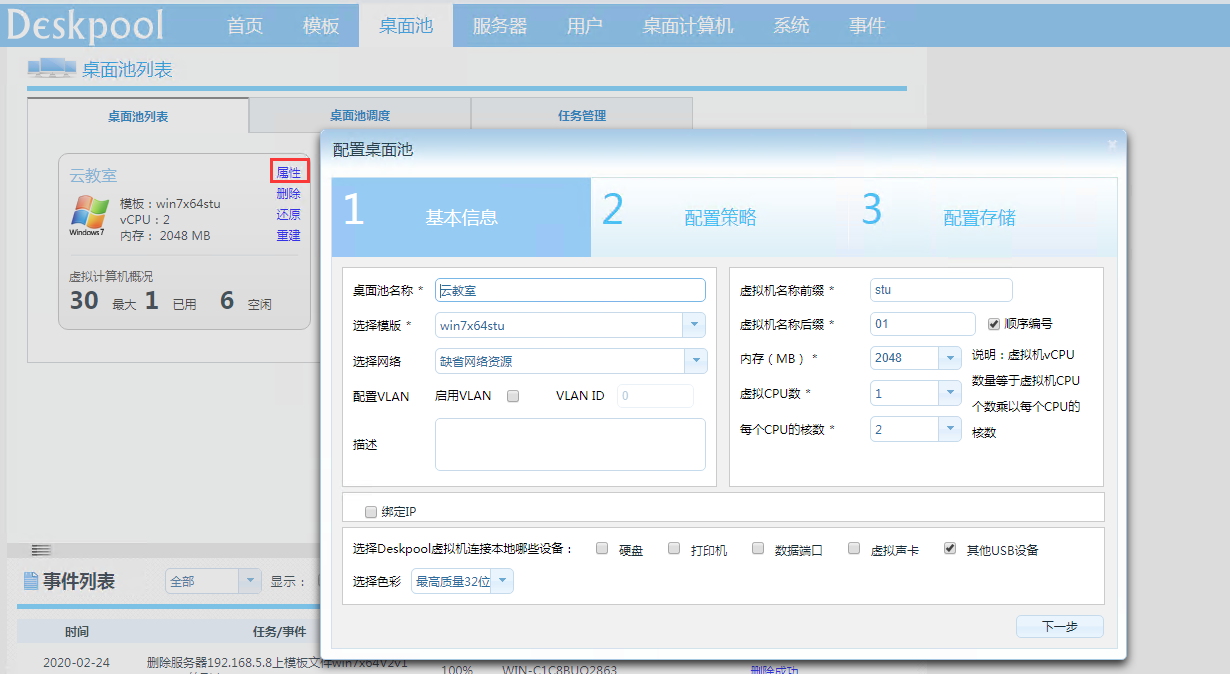 Deskpool 首页 模板 桌面池 服务器 用户 桌面计算机 系统 事件
桌面池列表
桌面池列表 桌面池调度 任务管理
云教室 属性
删除
还原
重建
模板：win7x64stu
vCPU：2
内存： 2048 MB
Windows 7
虚拟计算机概况
30 最大 1 已用 6 空闲
配置桌面池
1 基本信息 2 配置策略 3 配置存储
桌面池名称 * 云教室
选择模版 * win7x64stu
选择网络 缺省网络资源
配置VLAN 启用VLAN VLAN ID 0
描述
虚拟机名称前缀 * stu
虚拟机名称后缀 * 01 顺序编号
内存（MB） * 2048
虚拟CPU数 * 1
每个CPU的核数 * 2
说明：虚拟机vCPU
数量等于虚拟机CPU
个数乘以每个CPU的
核数
绑定IP
选择Deskpool虚拟机连接本地哪些设备： 硬盘 打印机 数据端口 虚拟声卡 其他USB设备
选择色彩 最高质量32位
下一步
事件列表 全部 显示：
时间 任务/事件
2020-02-24 删除服务器192.168.5.8上模板文件win7x64v2v1
100% WIN-C1C8BUO2863 删除成功